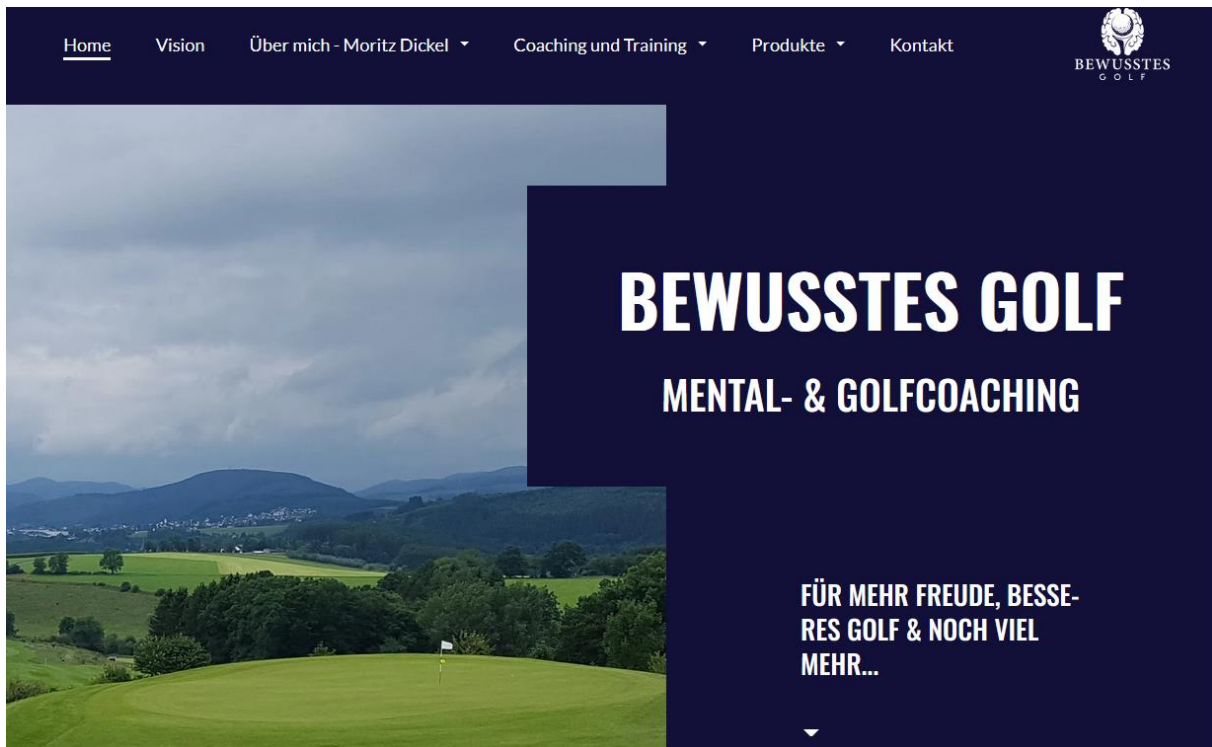 Home Vision Über mich - Moritz Dickel Coaching und Training Produkte Kontakt
BEWUSSTES
GOLF
BEWUSSTES GOLF
MENTAL- & GOLFCOACHING
FÜR MEHR FREUDE, BESSE-
RES GOLF & NOCH VIEL
MEHR...